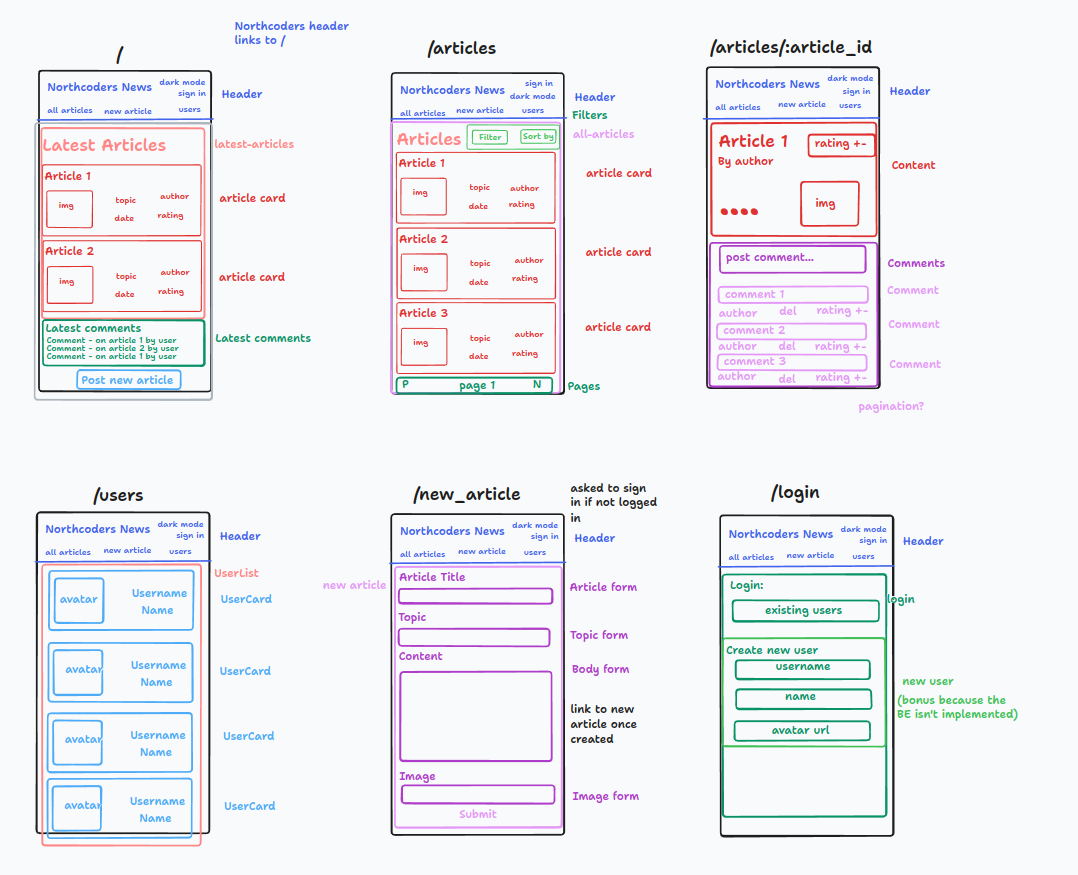 Northcoders header
links to /
/
Northcoders News
dark mode
sign in
all articles
new article
users
Header
Latest Articles
latest-articles
Article 1
img
topic
author
date
rating
article card
Article 2
img
topic
author
date
rating
article card
Latest comments
Comment - on article 1 by user
Comment - on article 2 by user
Comment - on article 1 by user
Latest comments
Post new article
/articles
Northcoders News
sign in
dark mode
all articles
new article
users
Header
Filters
Articles
Filter
Sort by
all-articles
Article 1
img
topic
author
date
rating
article card
Article 2
img
topic
author
date
rating
article card
Article 3
img
topic
author
date
rating
article card
P
page 1
N
Pages
/articles/:article_id
Northcoders News
dark mode
sign in
all articles
new article
users
Header
Article 1
rating +-
By author
Content
img
post comment...
Comments
comment 1
Comment
author
del
rating +-
comment 2
Comment
author
del
rating +-
comment 3
Comment
author
del
rating +-
pagination?
/users
Northcoders News
dark mode
sign in
all articles
new article
users
Header
UserList
avatar
Username
Name
UserCard
avatar
Username
Name
UserCard
avatar
Username
Name
UserCard
avatar
Username
Name
UserCard
/new_article
asked to sign
in if not logged
in
Northcoders News
dark mode
sign in
all articles
new article
users
Header
new article
Article Title
Article form
Topic
Topic form
Content
Body form
link to new
article once
created
Image
Image form
Submit
/login
Northcoders News
dark mode
sign in
all articles
new article
users
Header
Login:
existing users
login
Create new user
username
name
avatar url
new user
(bonus because the
BE isn't implemented)